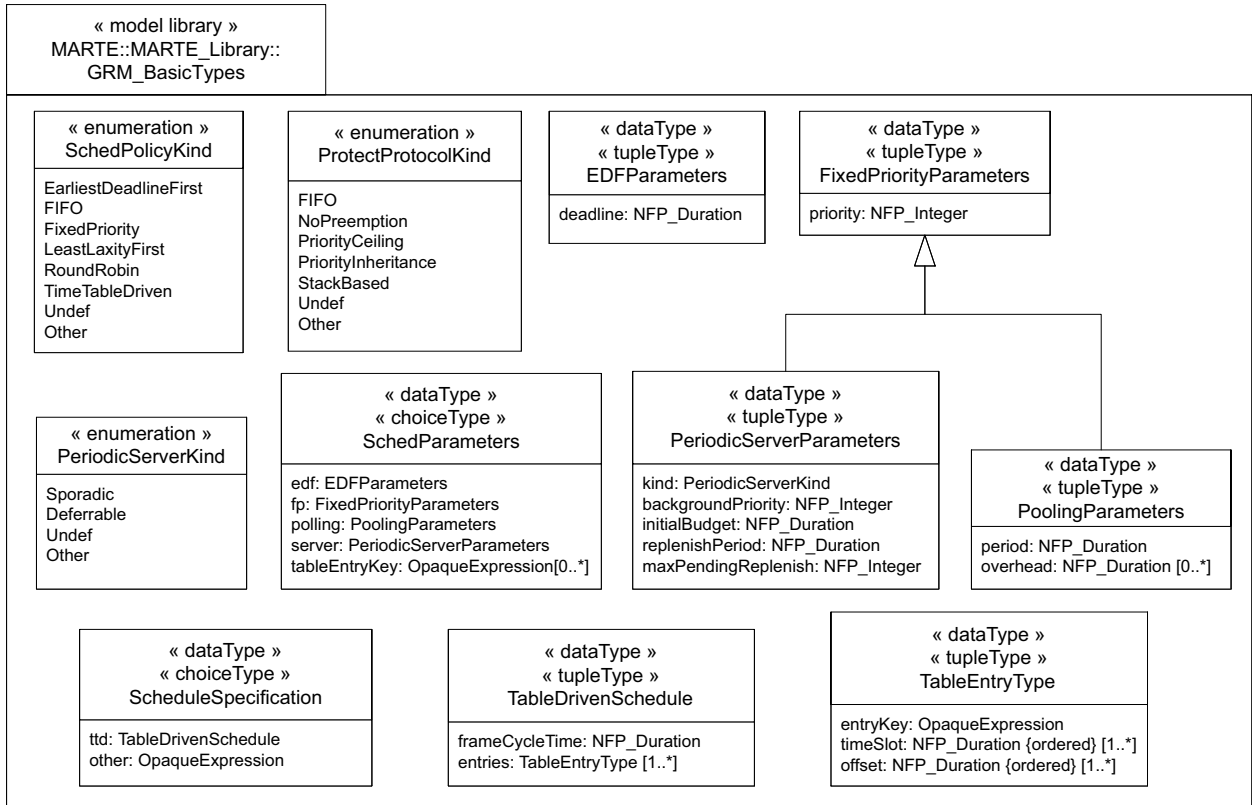 « model library »
MARTE::MARTE_Library::
GRM_BasicTypes
« enumeration »
SchedPolicyKind
EarliestDeadlineFirst
FIFO
FixedPriority
LeastLaxityFirst
RoundRobin
TimeTableDriven
Undef
Other
« enumeration »
ProtectProtocolKind
FIFO
NoPreemption
PriorityCeiling
PriorityInheritance
StackBased
Undef
Other
« dataType »
« tupleType »
EDFParameters
deadline: NFP_Duration
« dataType »
« tupleType »
FixedPriorityParameters
priority: NFP_Integer
« enumeration »
PeriodicServerKind
Sporadic
Deferrable
Undef
Other
« dataType »
« choiceType »
SchedParameters
edf: EDFParameters
fp: FixedPriorityParameters
polling: PoolingParameters
server: PeriodicServerParameters
tableEntryKey: OpaqueExpression[0..*]
« dataType »
« tupleType »
PeriodicServerParameters
kind: PeriodicServerKind
backgroundPriority: NFP_Integer
initialBudget: NFP_Duration
replenishPeriod: NFP_Duration
maxPendingReplenish: NFP_Integer
« dataType »
« tupleType »
PoolingParameters
period: NFP_Duration
overhead: NFP_Duration [0..*]
« dataType »
« choiceType »
ScheduleSpecification
ttd: TableDrivenSchedule
other: OpaqueExpression
« dataType »
« tupleType »
TableDrivenSchedule
frameCycleTime: NFP_Duration
entries: TableEntryType [1..*]
« dataType »
« tupleType »
TableEntryType
entryKey: OpaqueExpression
timeSlot: NFP_Duration {ordered} [1..*]
offset: NFP_Duration {ordered} [1..*]